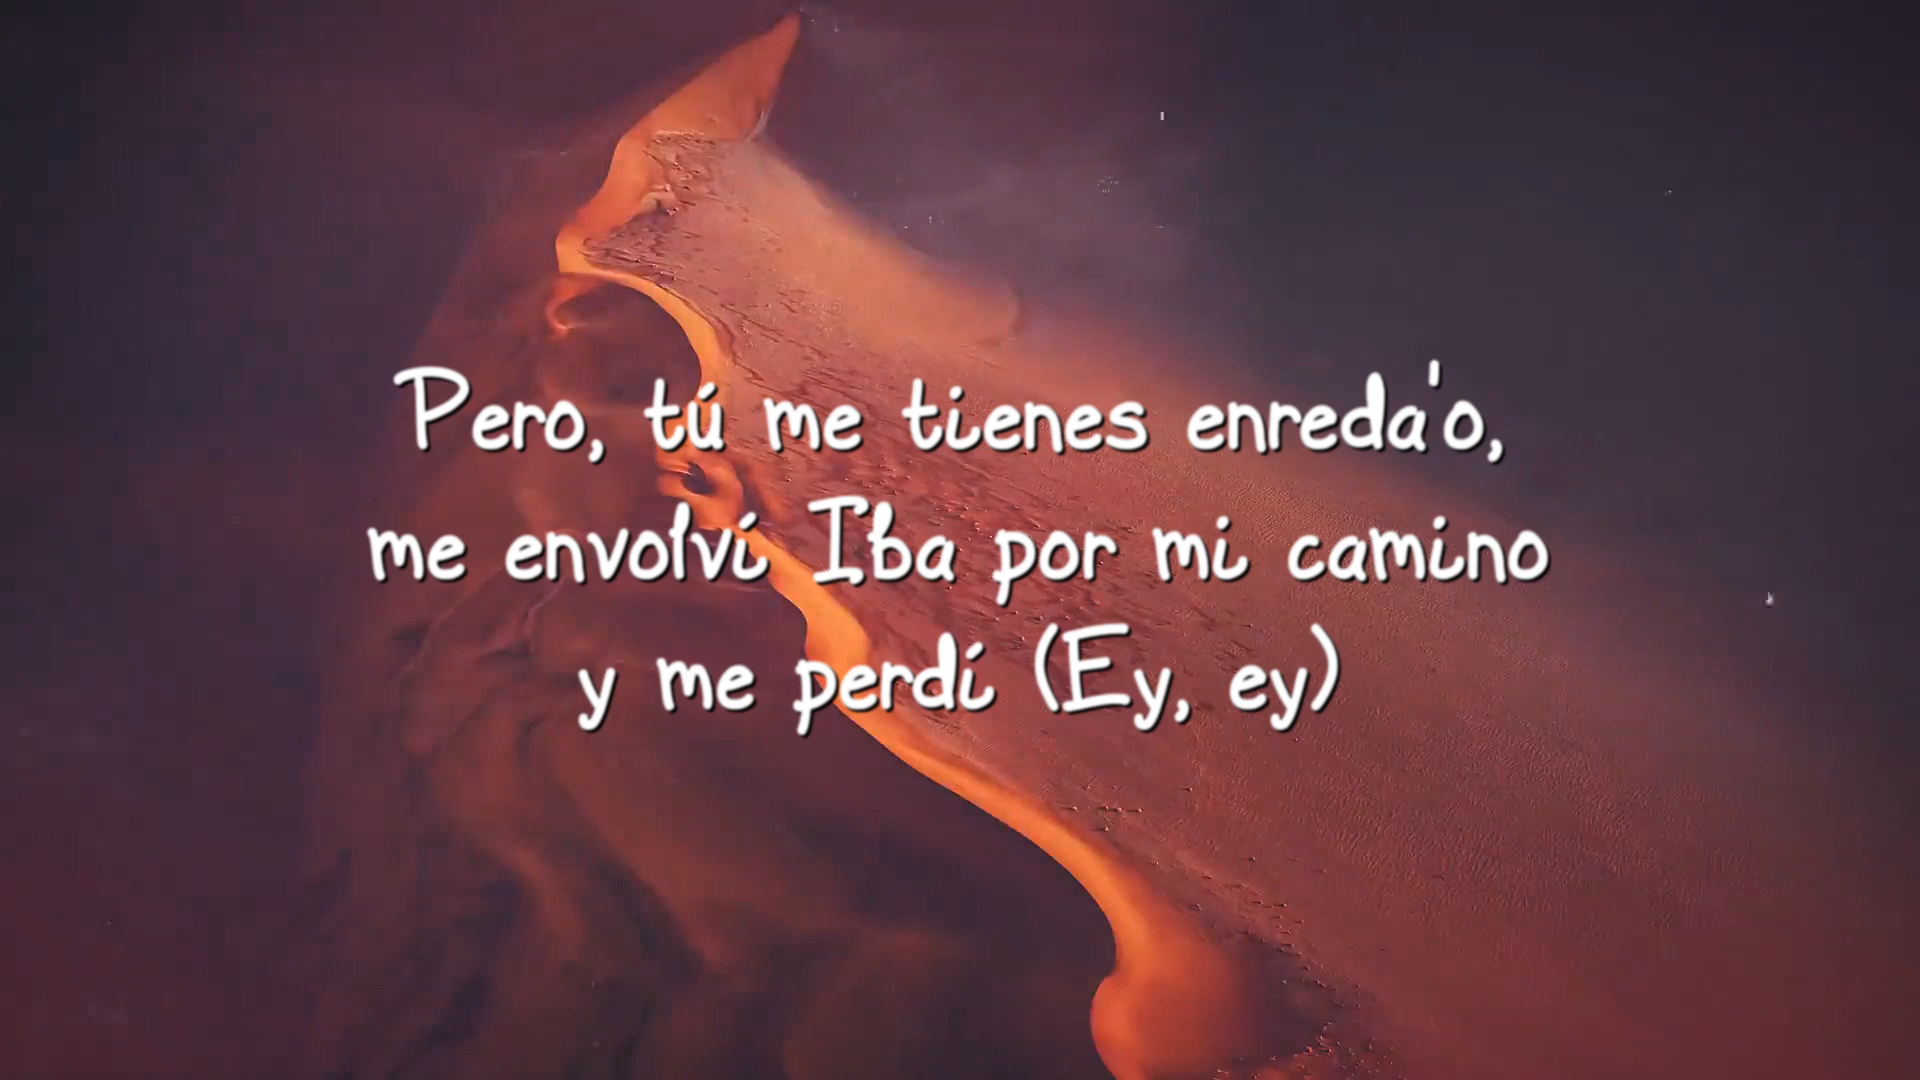 Pero, tú me tienes enreda'o,
me envolví Iba por mi camino
y me perdí (Ey, ey)